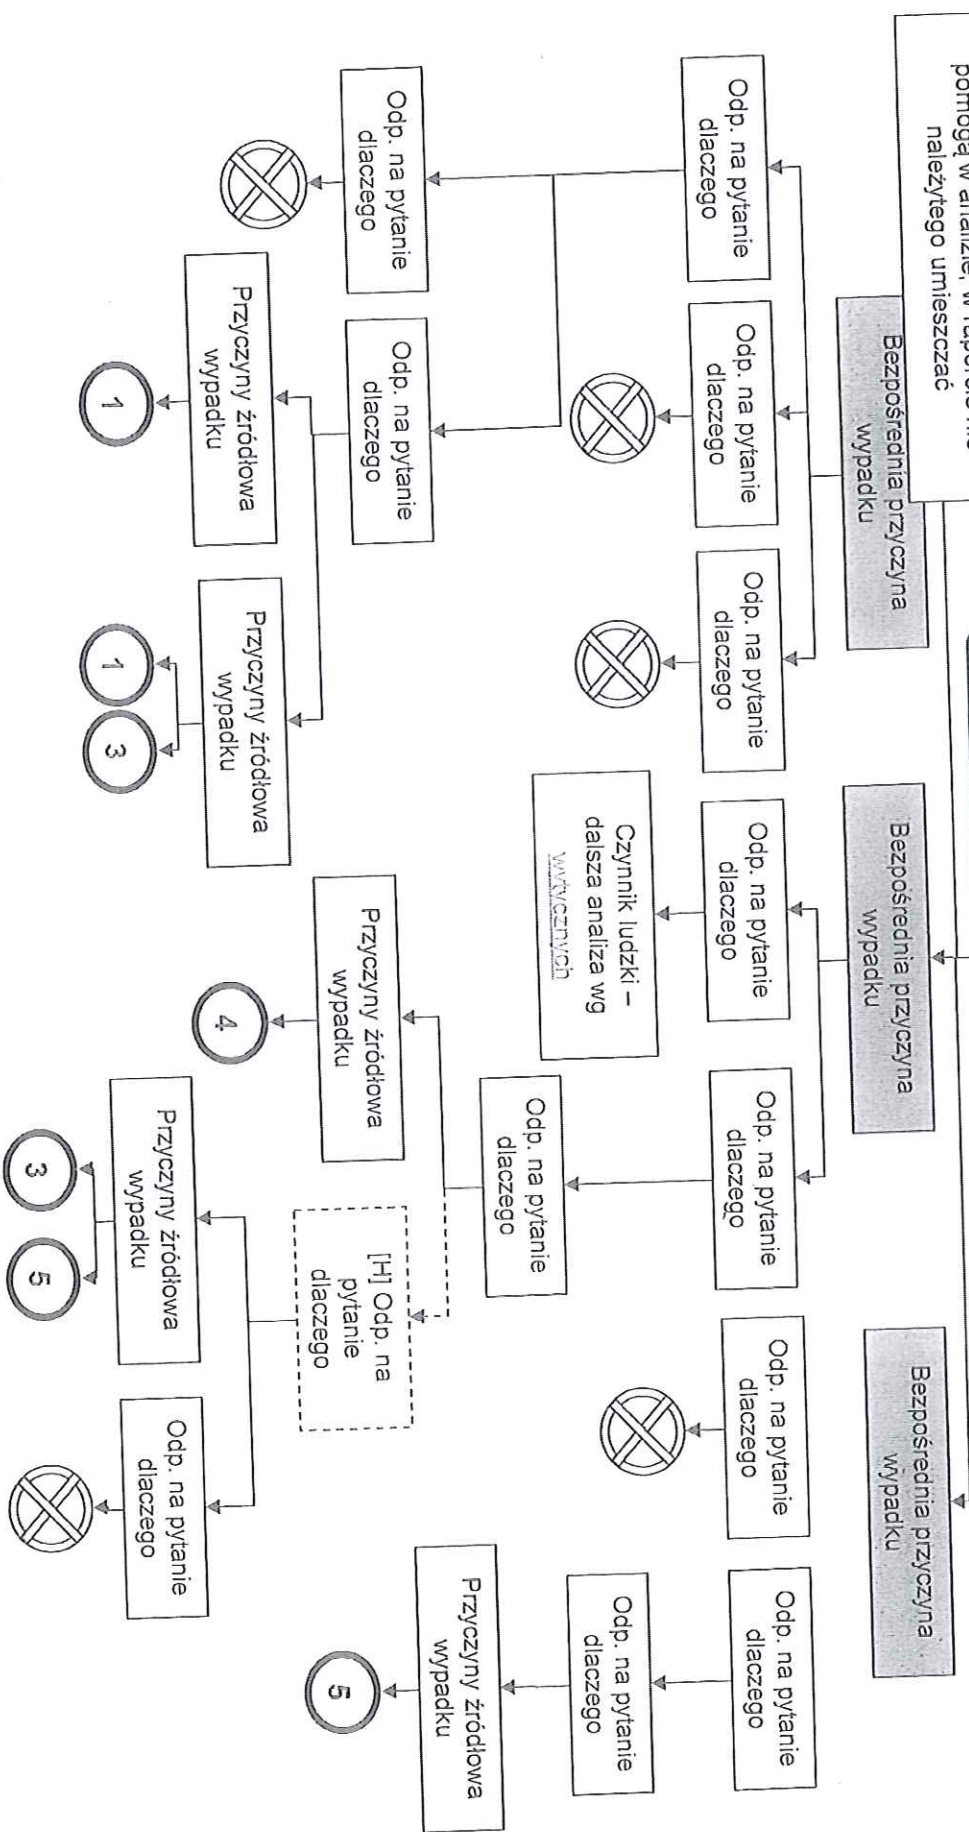 pomogą w analizie, w raporcie nie
należytego umieszczać
Bezpośrednia przyczyna
wypadku
Bezpośrednia przyczyna
wypadku
Bezpośrednia przyczyna
wypadku
Odp. na pytanie
dlaczego
Odp. na pytanie
dlaczego
Odp. na pytanie
dlaczego
Odp. na pytanie
dlaczego
Odp. na pytanie
dlaczego
Odp. na pytanie
dlaczego
Odp. na pytanie
dlaczego
Czynnik ludzki –
dalsza analiza wg
wytycznych
Odp. na pytanie
dlaczego
Odp. na pytanie
dlaczego
Odp. na pytanie
dlaczego
Odp. na pytanie
dlaczego
Przyczyny źródłowa
wypadku
[H] Odp. na
pytanie
dlaczego
Przyczyny źródłowa
wypadku
Przyczyny źródłowa
wypadku
Przyczyny źródłowa
wypadku
4
5
1
1
3
Przyczyny źródłowa
wypadku
Odp. na pytanie
dlaczego
3
5